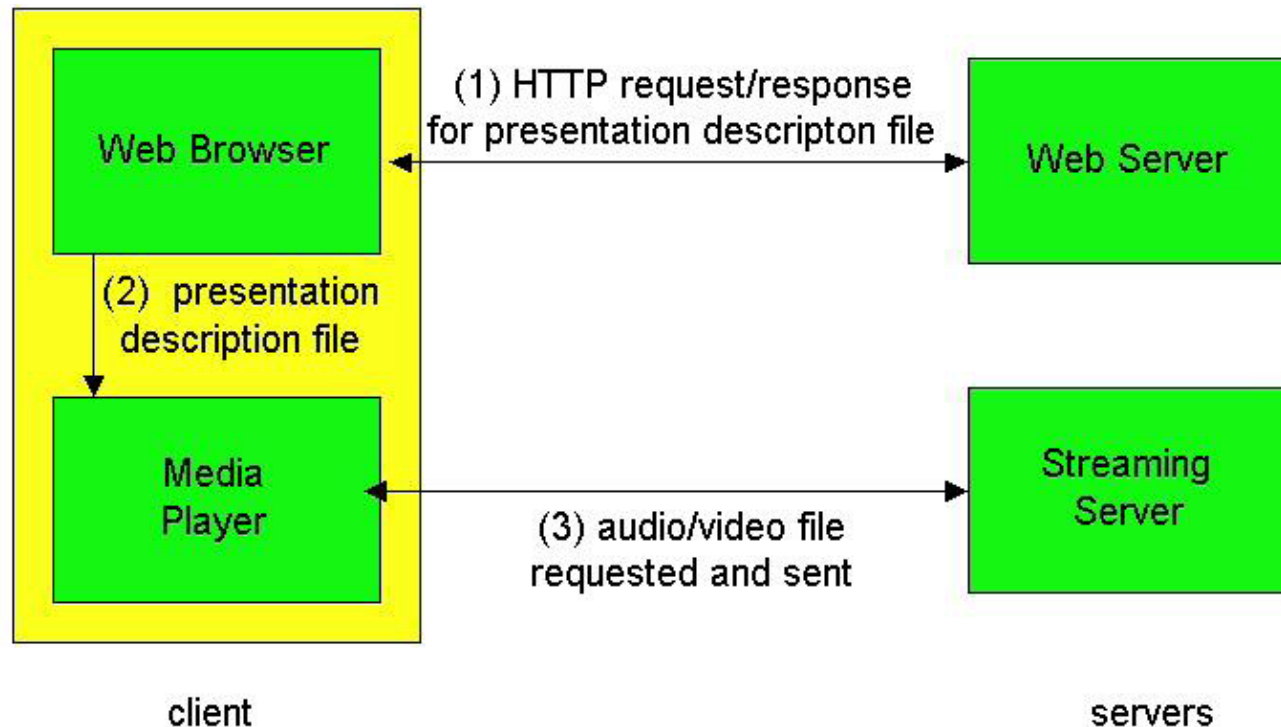 (1) HTTP request/response
for presentation descripton file
Web Browser
Web Server
(2) presentation
description file
Media
Player
(3) audio/video file
requested and sent
Streaming
Server
client
servers